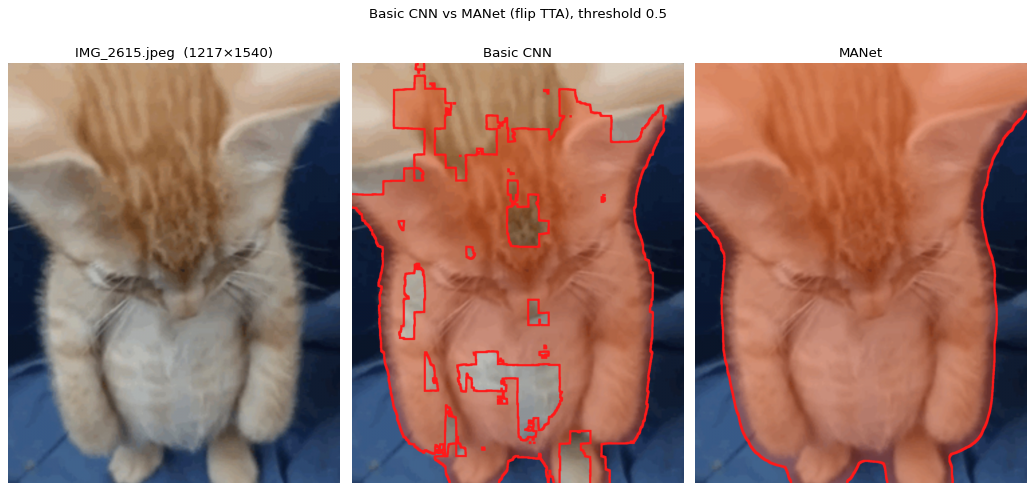 Basic CNN vs MANet (flip TTA), threshold 0.5
IMG_2615.jpeg (1217×1540)
Basic CNN
MANet